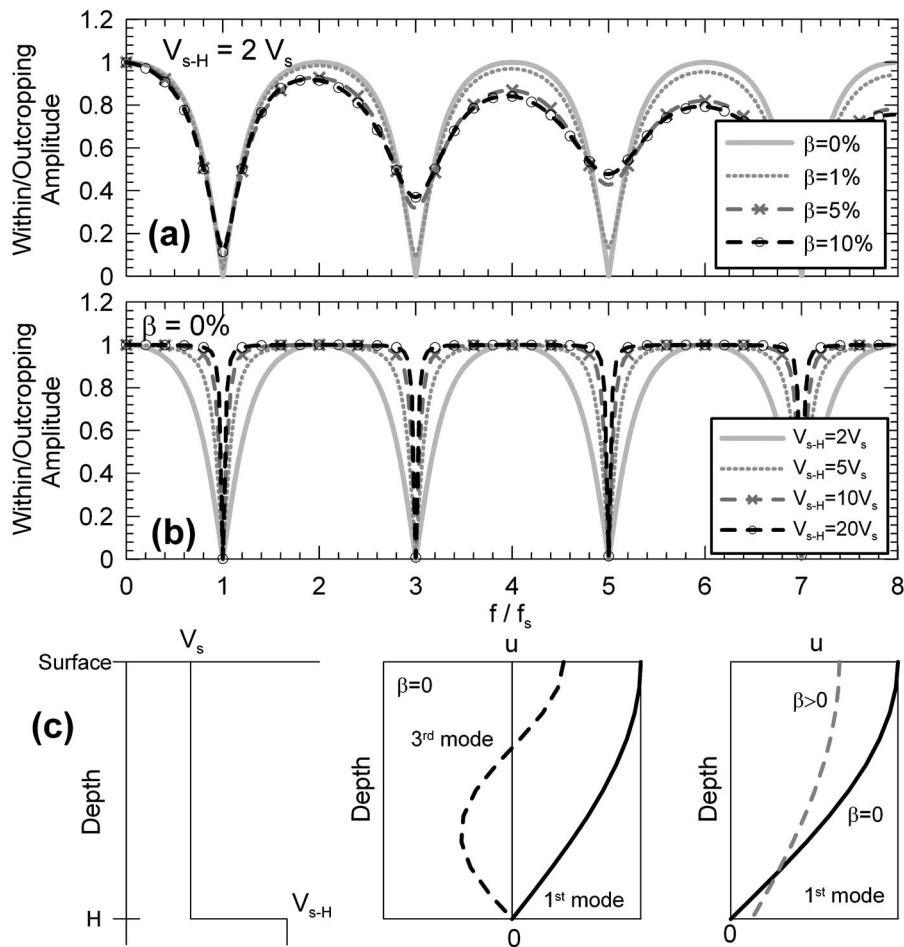 1.2
1
0.8
0.6
0.4
0.2
0
Within/Outcropping
Amplitude
V_s-H = 2 V_s
(a)
β=0%
β=1%
β=5%
β=10%
1.2
1
0.8
0.6
0.4
0.2
0
Within/Outcropping
Amplitude
β = 0%
(b)
V_s-H=2V_s
V_s-H=5V_s
V_s-H=10V_s
V_s-H=20V_s
0 1 2 3 4 5 6 7 8
f / f_s
(c)
V_s
Surface
Depth
H
V_s-H
u
β=0
3rd mode
Depth
1st mode
0
u
β>0
Depth
β=0
1st mode
0